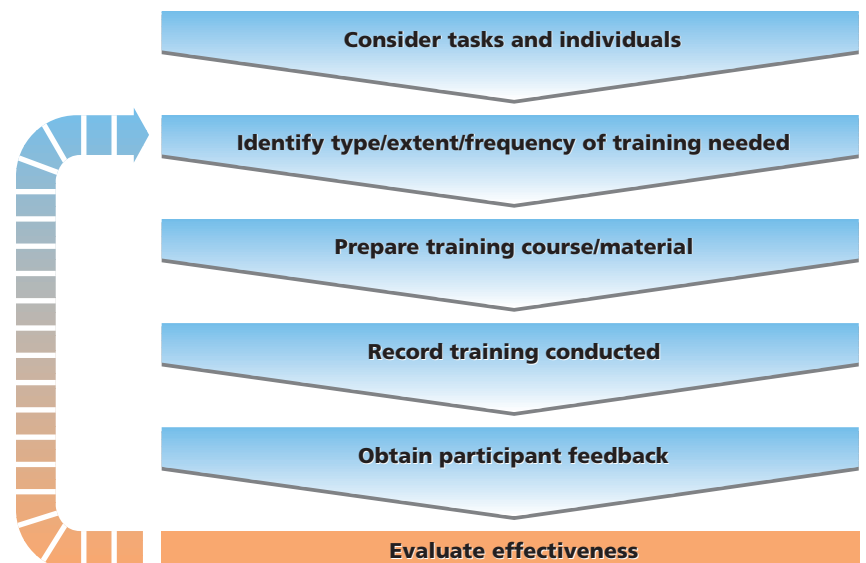 Consider tasks and individuals
Identify type/extent/frequency of training needed
Prepare training course/material
Record training conducted
Obtain participant feedback
Evaluate effectiveness